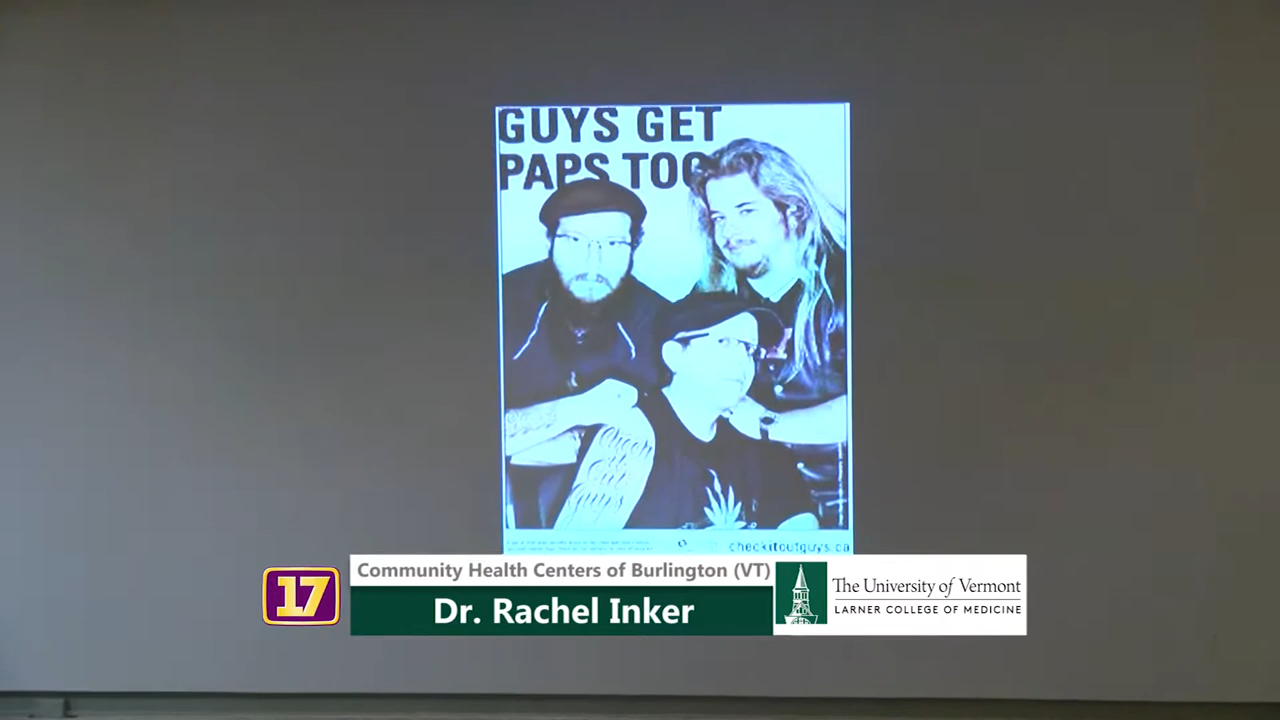 GUYS GET
PAPS TOO
checkitoutguys.ca
17
Community Health Centers of Burlington (VT)
Dr. Rachel Inker
The University of Vermont
LARNER COLLEGE OF MEDICINE